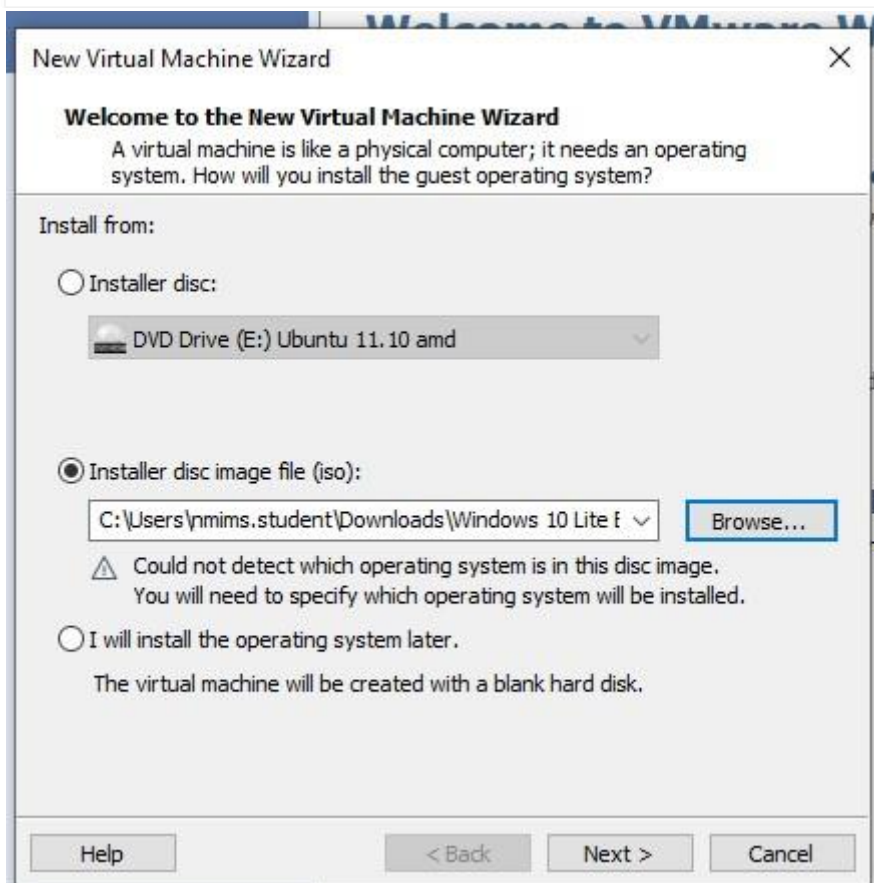 Welcome to VMware W
New Virtual Machine Wizard
Welcome to the New Virtual Machine Wizard
A virtual machine is like a physical computer; it needs an operating
system. How will you install the guest operating system?
Install from:
Installer disc:
DVD Drive (E:) Ubuntu 11.10 amd
Installer disc image file (iso):
C:\Users\nmims.student\Downloads\Windows 10 Lite E
Browse...
Could not detect which operating system is in this disc image.
You will need to specify which operating system will be installed.
I will install the operating system later.
The virtual machine will be created with a blank hard disk.
Help
< Back
Next >
Cancel